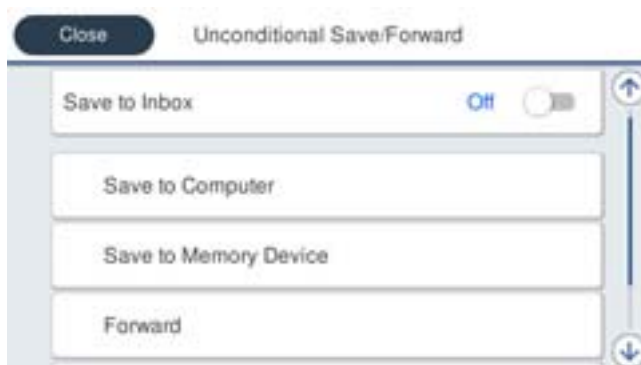 Close Unconditional Save/Forward
Save to Inbox Off
Save to Computer
Save to Memory Device
Forward